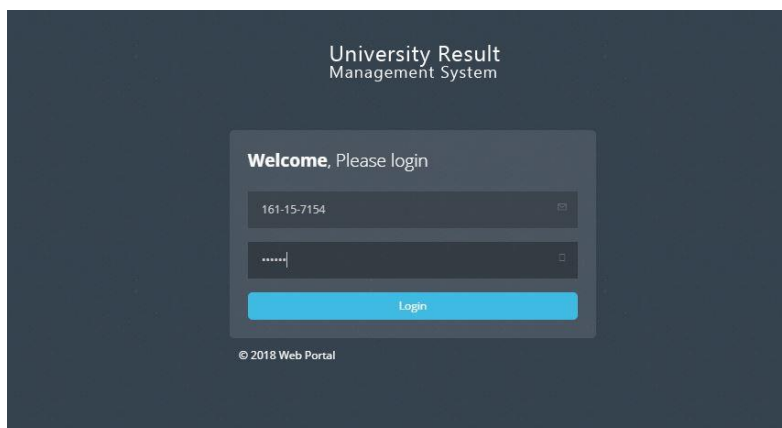 University Result
Management System
Welcome, Please login
161-15-7154
••••••
Login
© 2018 Web Portal